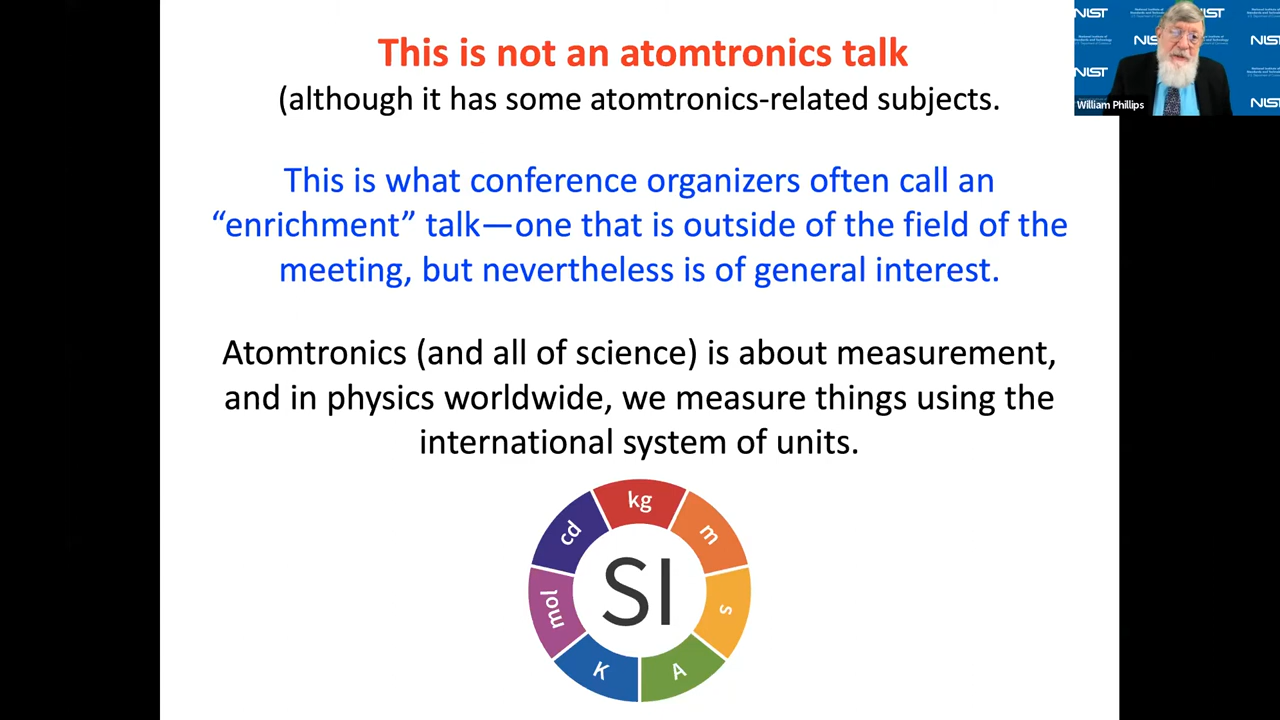 This is not an atomtronics talk
(although it has some atomtronics-related subjects.
This is what conference organizers often call an
“enrichment” talk—one that is outside of the field of the
meeting, but nevertheless is of general interest.
Atomtronics (and all of science) is about measurement,
and in physics worldwide, we measure things using the
international system of units.
kg
m
s
A
K
mol
cd
SI
NIST
NIST
NIST
NIST
William Phillips